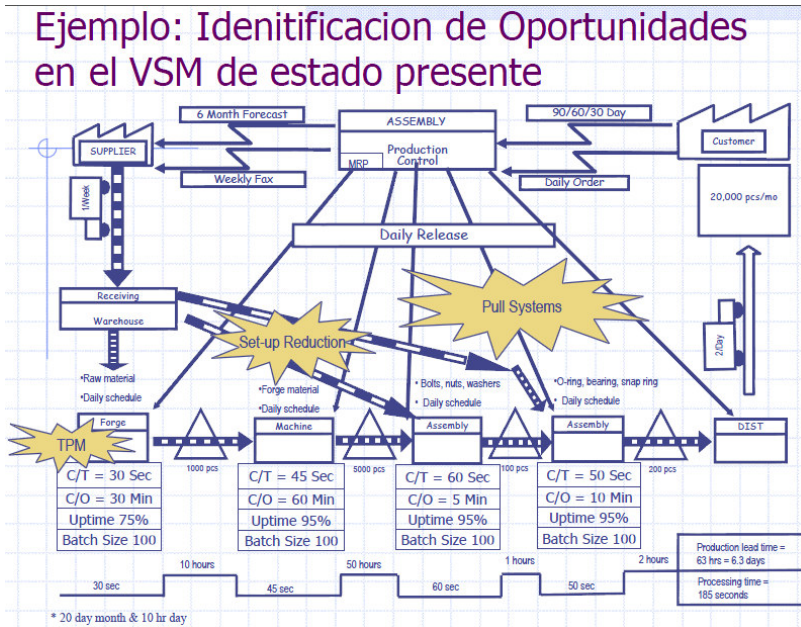 Ejemplo: Idenitificacion de Oportunidades
en el VSM de estado presente
6 Month Forecast
ASSEMBLY
90/60/30 Day
SUPPLIER
Production
Control
MRP
Customer
Weekly Fax
Daily Order
1/Week
20,000 pcs/mo
Daily Release
Receiving
Warehouse
Pull Systems
Set-up Reduction
2/Day
•Raw material
•Daily schedule
•Forge material
•Daily schedule
• Bolts, nuts, washers
• Daily schedule
•O-ring, bearing, snap ring
• Daily schedule
Forge
TPM
Machine
Assembly
Assembly
DIST
1000 pcs
5000 pcs
100 pcs
200 pcs
C/T = 30 Sec
C/O = 30 Min
Uptime 75%
Batch Size 100
C/T = 45 Sec
C/O = 60 Min
Uptime 95%
Batch Size 100
C/T = 60 Sec
C/O = 5 Min
Uptime 95%
Batch Size 100
C/T = 50 Sec
C/O = 10 Min
Uptime 95%
Batch Size 100
30 sec
10 hours
45 sec
50 hours
60 sec
1 hours
50 sec
2 hours
Production lead time =
63 hrs = 6.3 days
Processing time =
185 seconds
* 20 day month & 10 hr day